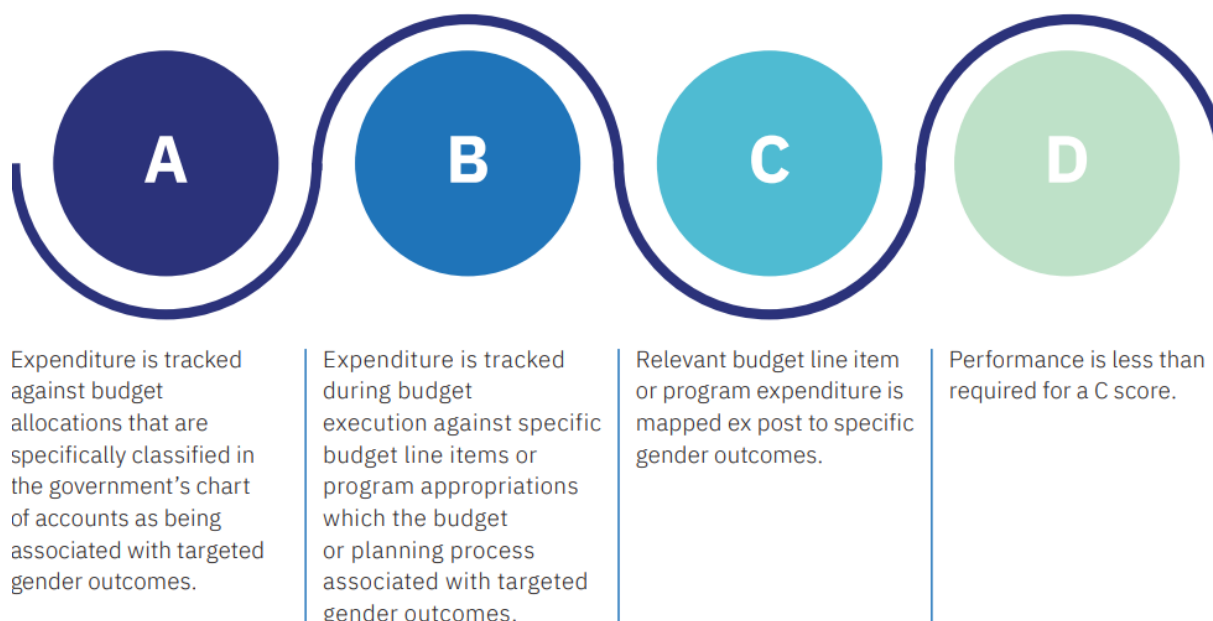 A
B
C
D
Expenditure is tracked
against budget
allocations that are
specifically classified in
the government’s chart
of accounts as being
associated with targeted
gender outcomes.
Expenditure is tracked
during budget
execution against specific
budget line items or
program appropriations
which the budget
or planning process
associated with targeted
gender outcomes.
Relevant budget line item
or program expenditure is
mapped ex post to specific
gender outcomes.
Performance is less than
required for a C score.